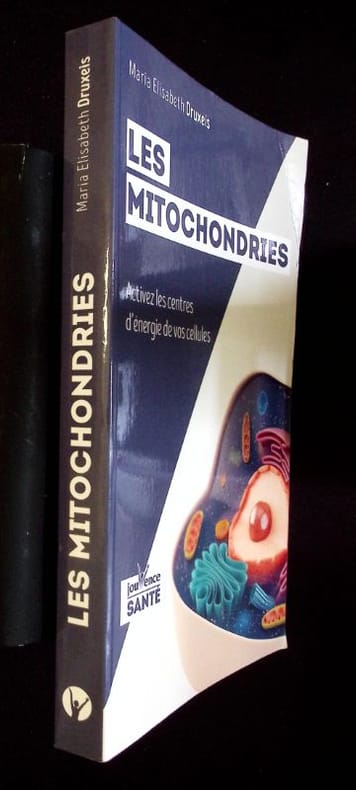 Maria Elisabeth Druxeis
LES
MITOCHONDRIES
Activez les centres
d'énergie de vos cellules
jouvence
SANTÉ
Maria Elisabeth Druxeis
LES MITOCHONDRIES